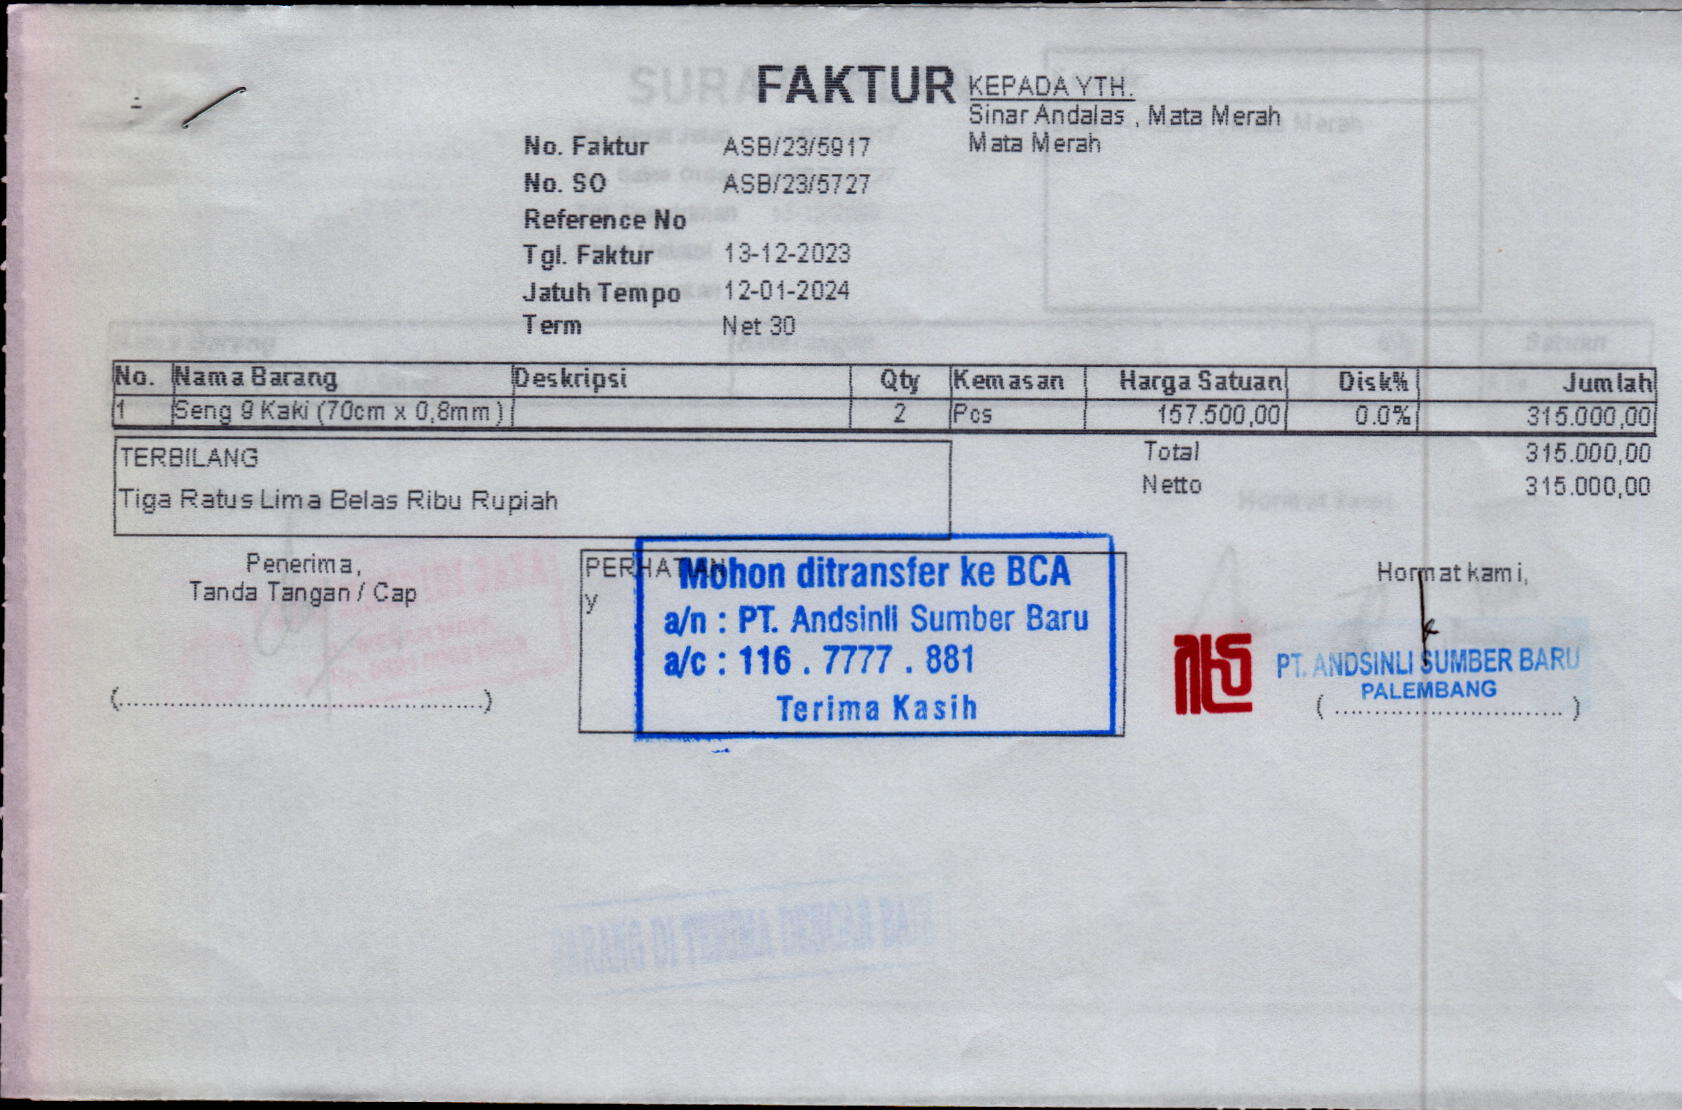 FAKTUR
KEPADA YTH.
Sinar Andalas , Mata Merah
Mata Merah
No. Faktur ASB/23/5917
No. SO ASB/23/5727
Reference No
Tgl. Faktur 13-12-2023
Jatuh Tempo 12-01-2024
Term Net 30
No. Nama Barang Deskripsi Qty Kemasan Harga Satuan Disk% Jumlah
1 Seng 9 Kaki (70cm x 0,8mm) 2 Pcs 157.500,00 0.0% 315.000,00
TERBILANG
Tiga Ratus Lima Belas Ribu Rupiah
Total 315.000,00
Netto 315.000,00
Penerima,
Tanda Tangan / Cap
(................................................)
PERHATIAN
y
Mohon ditransfer ke BCA
a/n : PT. Andsinli Sumber Baru
a/c : 116 . 7777 . 881
Terima Kasih
Hormat kami,
PT. ANDSINLI SUMBER BARU
PALEMBANG
( ............................. )